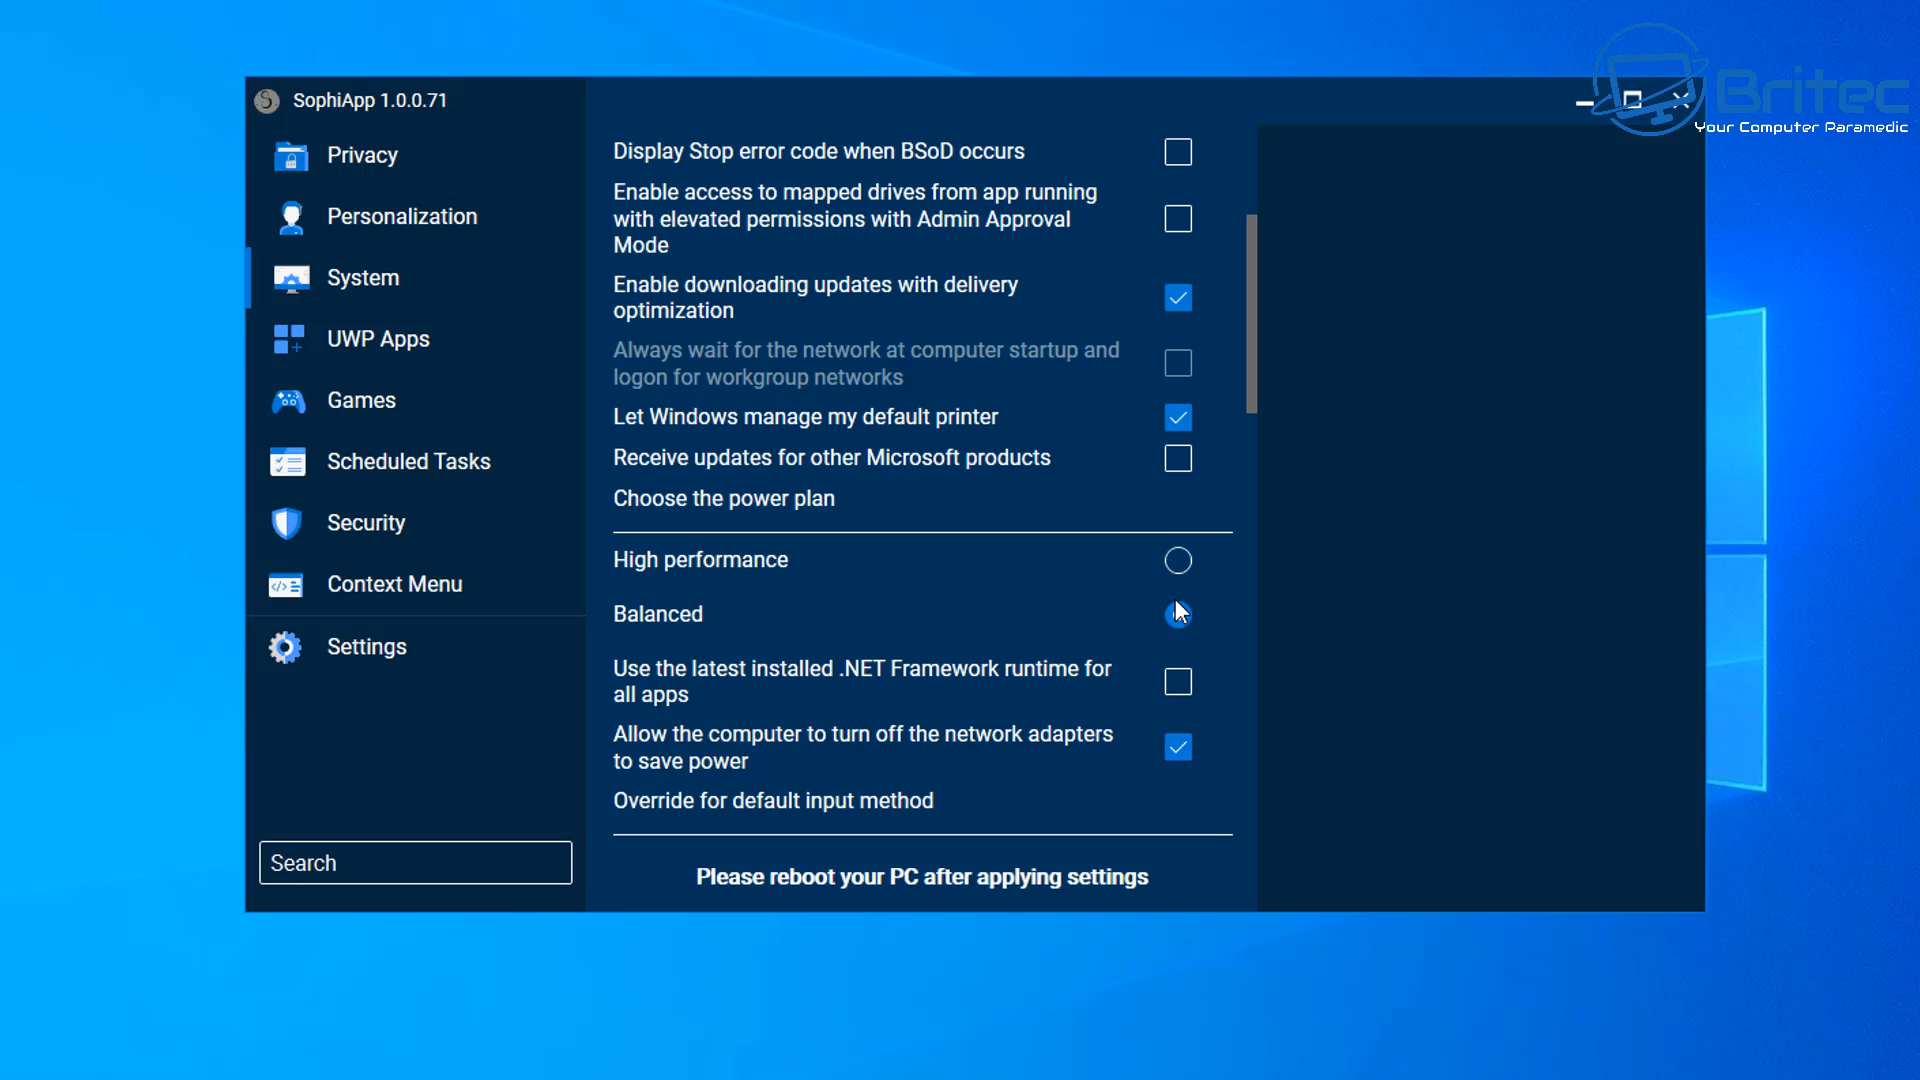 SophiApp 1.0.0.71
Britec
Your Computer Paramedic
Privacy
Personalization
System
UWP Apps
Games
Scheduled Tasks
Security
Context Menu
Settings
Search
Display Stop error code when BSoD occurs
Enable access to mapped drives from app running
with elevated permissions with Admin Approval
Mode
Enable downloading updates with delivery
optimization
Always wait for the network at computer startup and
logon for workgroup networks
Let Windows manage my default printer
Receive updates for other Microsoft products
Choose the power plan
High performance
Balanced
Use the latest installed .NET Framework runtime for
all apps
Allow the computer to turn off the network adapters
to save power
Override for default input method
Please reboot your PC after applying settings